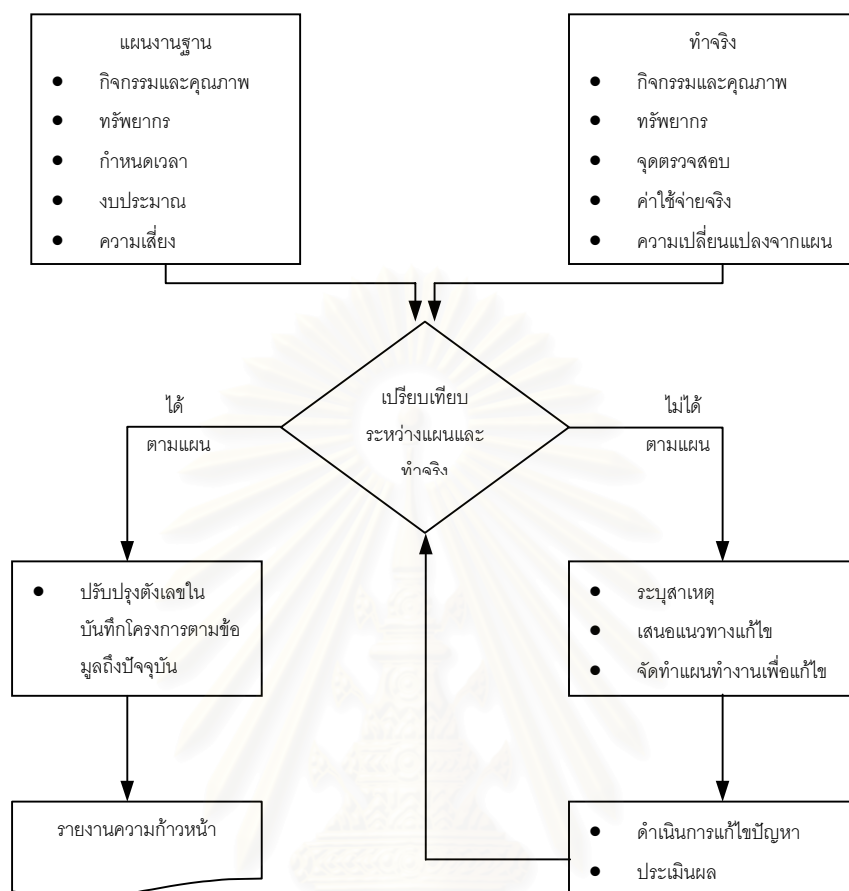 แผนงานฐาน
● กิจกรรมและคุณภาพ
● ทรัพยากร
● กำหนดเวลา
● งบประมาณ
● ความเสี่ยง
ทำจริง
● กิจกรรมและคุณภาพ
● ทรัพยากร
● จุดตรวจสอบ
● ค่าใช้จ่ายจริง
● ความเปลี่ยนแปลงจากแผน
เปรียบเทียบ
ระหว่างแผนและ
ทำจริง
ได้
ตามแผน
ไม่ได้
ตามแผน
● ปรับปรุงตังเลขใน
บันทึกโครงการตามข้อ
มูลถึงปัจจุบัน
● ระบุสาเหตุ
● เสนอแนวทางแก้ไข
● จัดทำแผนทำงานเพื่อแก้ไข
รายงานความก้าวหน้า
● ดำเนินการแก้ไขปัญหา
● ประเมินผล